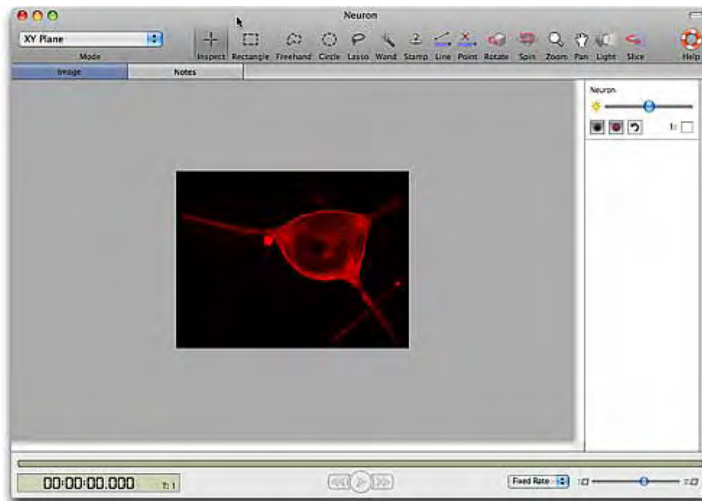 Neuron
XY Plane
Mode
Inspect Rectangle Freehand Circle Lasso Wand Stamp Line Point Rotate Spin Zoom Pan Light Slice Help
Image Notes
Neuron
1:
00:00:00.000 T: 1
Fixed Rate